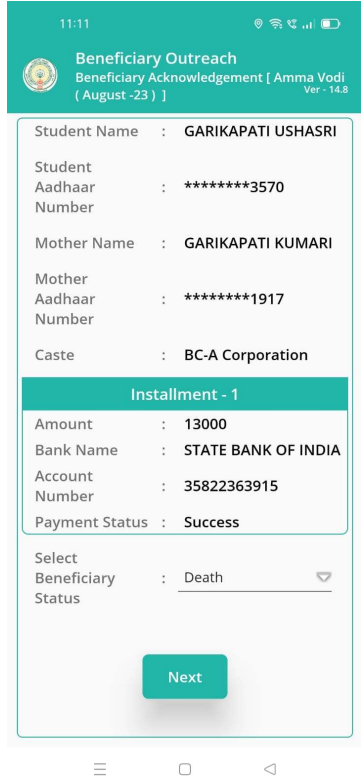 11:11
Beneficiary Outreach
Beneficiary Acknowledgement [ Amma Vodi
( August -23 ) ]
Ver - 14.8
Student Name : GARIKAPATI USHASRI
Student
Aadhaar : ********3570
Number
Mother Name : GARIKAPATI KUMARI
Mother
Aadhaar : ********1917
Number
Caste : BC-A Corporation
Installment - 1
Amount : 13000
Bank Name : STATE BANK OF INDIA
Account
Number : 35822363915
Payment Status : Success
Select
Beneficiary : Death
Status
Next